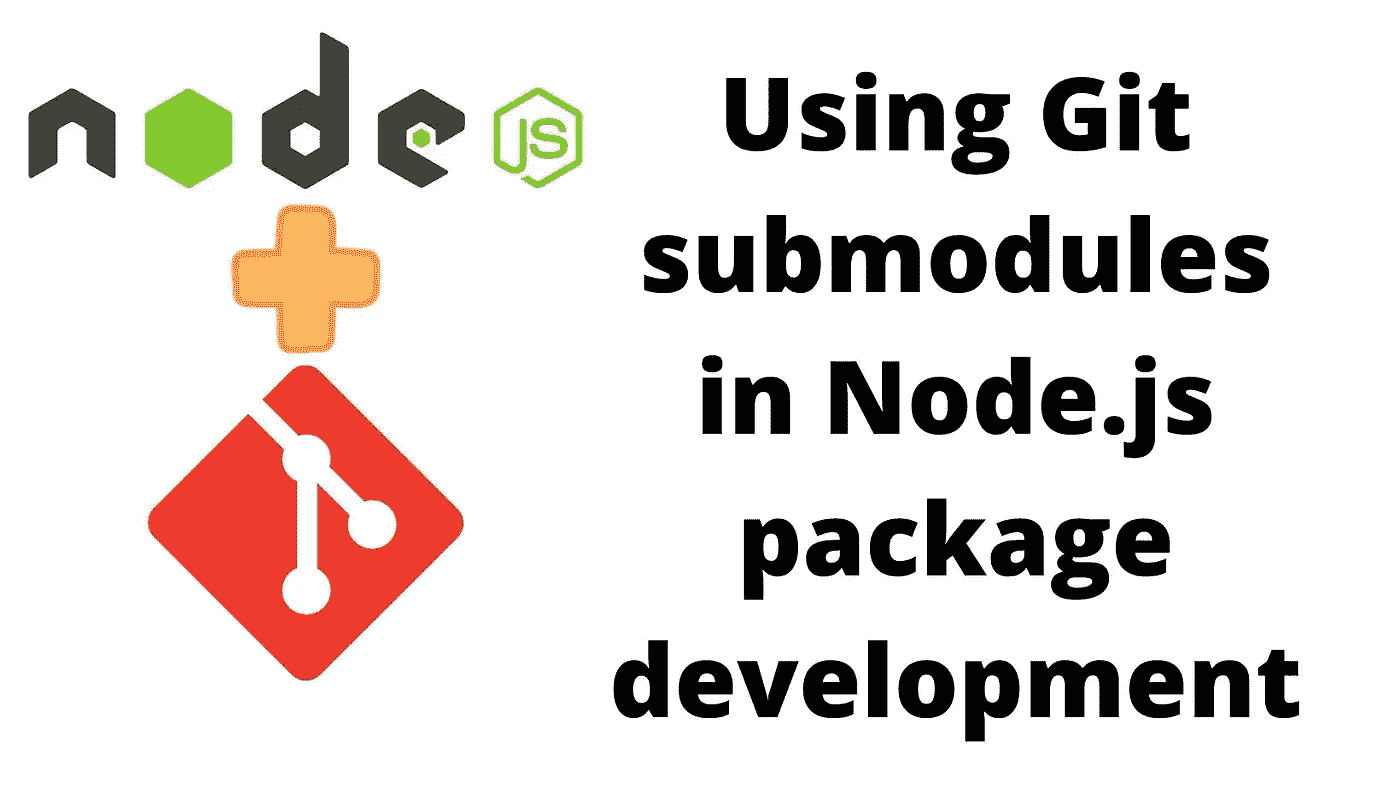 node JS
Using Git
submodules
in Node.js
package
development